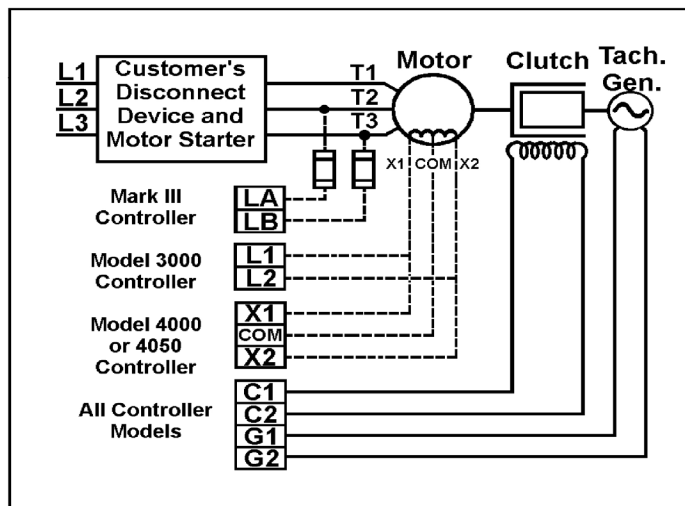 L1
L2
L3
Customer's
Disconnect
Device and
Motor Starter
T1
T2
T3
Motor
Clutch
Tach.
Gen.
X1 COM X2
Mark III
Controller
LA
LB
Model 3000
Controller
L1
L2
Model 4000
or 4050
Controller
X1
COM
X2
All Controller
Models
C1
C2
G1
G2